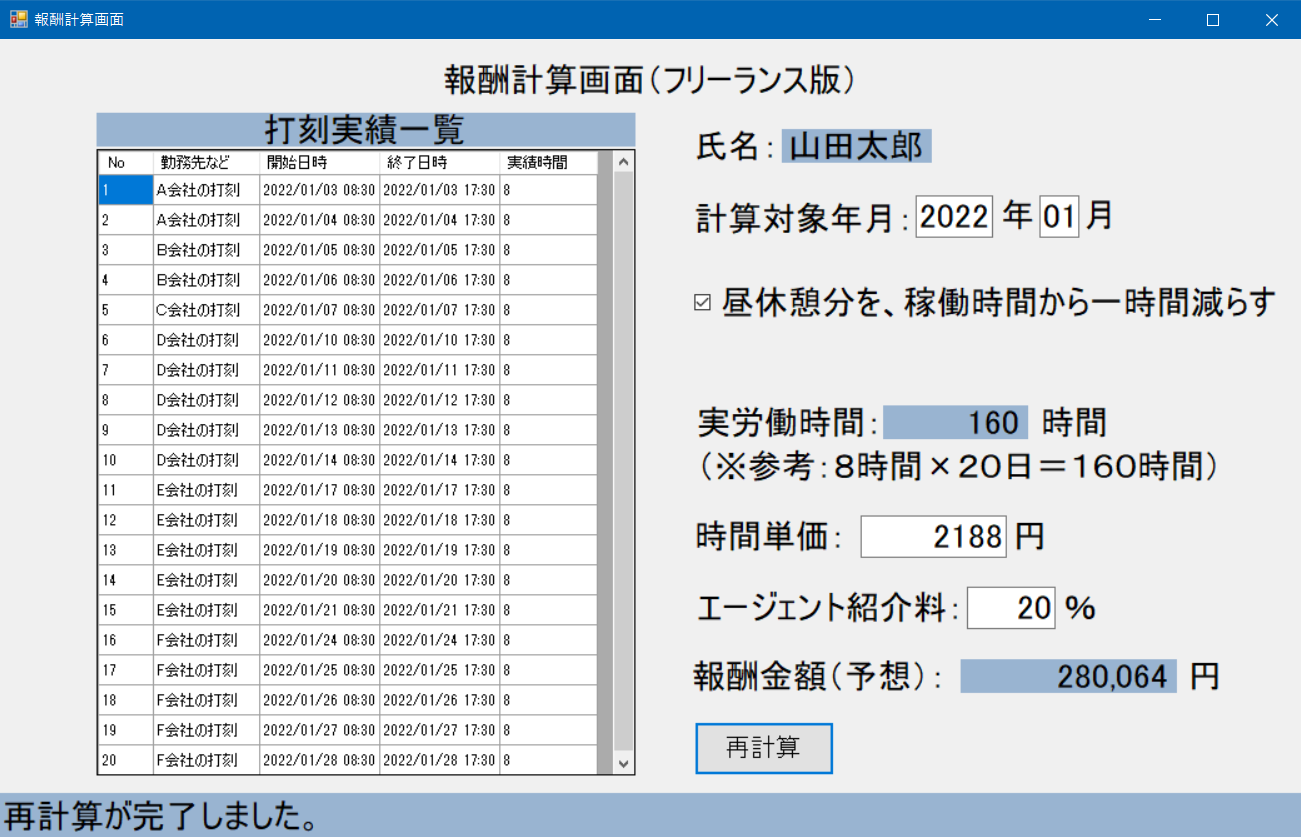 報酬計算画面
報酬計算画面（フリーランス版）
打刻実績一覧
No 勤務先など 開始日時 終了日時 実績時間
1 A会社の打刻 2022/01/03 08:30 2022/01/03 17:30 8
2 A会社の打刻 2022/01/04 08:30 2022/01/04 17:30 8
3 B会社の打刻 2022/01/05 08:30 2022/01/05 17:30 8
4 B会社の打刻 2022/01/06 08:30 2022/01/06 17:30 8
5 C会社の打刻 2022/01/07 08:30 2022/01/07 17:30 8
6 D会社の打刻 2022/01/10 08:30 2022/01/10 17:30 8
7 D会社の打刻 2022/01/11 08:30 2022/01/11 17:30 8
8 D会社の打刻 2022/01/12 08:30 2022/01/12 17:30 8
9 D会社の打刻 2022/01/13 08:30 2022/01/13 17:30 8
10 D会社の打刻 2022/01/14 08:30 2022/01/14 17:30 8
11 E会社の打刻 2022/01/17 08:30 2022/01/17 17:30 8
12 E会社の打刻 2022/01/18 08:30 2022/01/18 17:30 8
13 E会社の打刻 2022/01/19 08:30 2022/01/19 17:30 8
14 E会社の打刻 2022/01/20 08:30 2022/01/20 17:30 8
15 E会社の打刻 2022/01/21 08:30 2022/01/21 17:30 8
16 F会社の打刻 2022/01/24 08:30 2022/01/24 17:30 8
17 F会社の打刻 2022/01/25 08:30 2022/01/25 17:30 8
18 F会社の打刻 2022/01/26 08:30 2022/01/26 17:30 8
19 F会社の打刻 2022/01/27 08:30 2022/01/27 17:30 8
20 F会社の打刻 2022/01/28 08:30 2022/01/28 17:30 8
氏名：山田太郎
計算対象年月：2022 年 01 月
昼休憩分を、稼働時間から一時間減らす
実労働時間：160 時間
（※参考：８時間×２０日＝１６０時間）
時間単価： 2188 円
エージェント紹介料：20 ％
報酬金額（予想）： 280,064 円
再計算
再計算が完了しました。